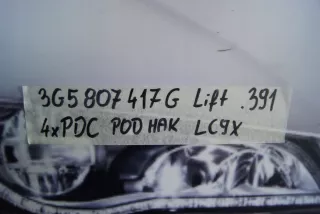 3G5 807 417 G Lift .391
4xPDC POD HAK LC9X